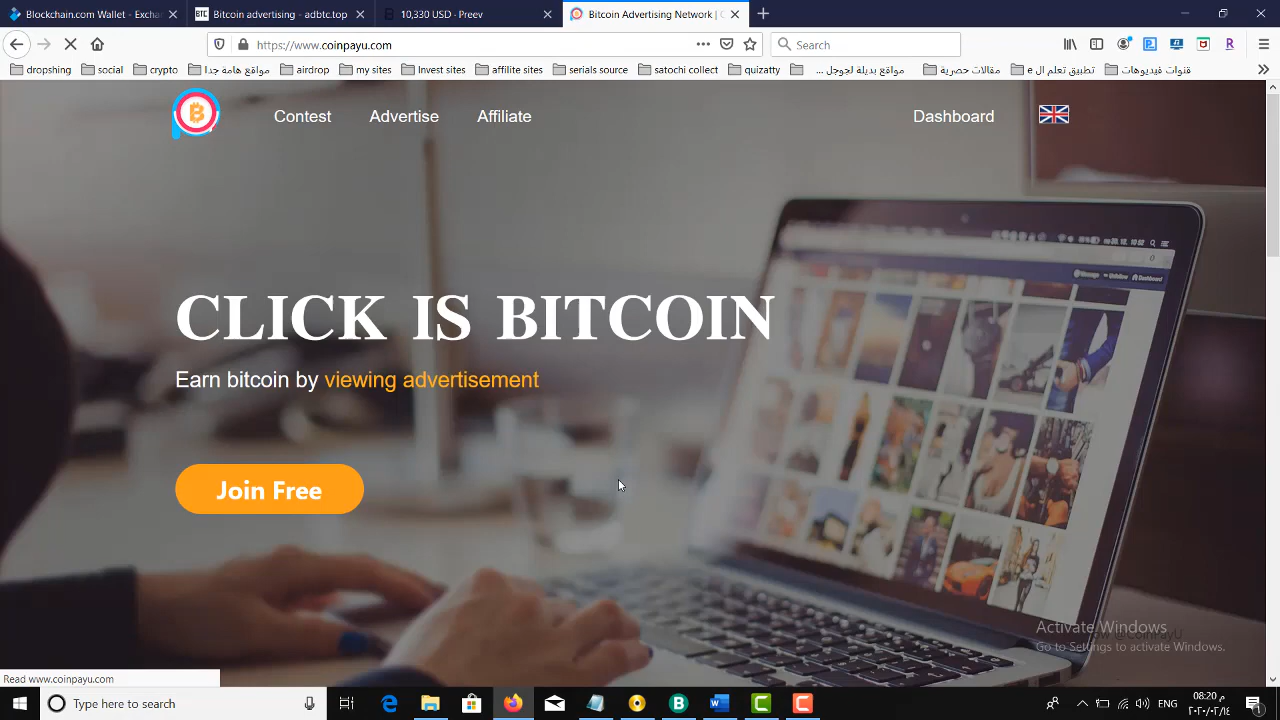 Blockchain.com Wallet - Excha
Bitcoin advertising - adbtc.top
10,330 USD - Preev
Bitcoin Advertising Network | C
https://www.coinpayu.com
Search
dropshing
social
crypto
مواقع هامة جدا
airdrop
my sites
Invest sites
affilite sites
serials source
satochi collect
quizatty
مواقع بديلة لجوجل ...
مقالات حصرية
تطبيق تعلم ال e
قنوات فيديوهات
Contest
Advertise
Affiliate
Dashboard
CLICK IS BITCOIN
Earn bitcoin by viewing advertisement
Join Free
Activate Windows
Go to Settings to activate Windows.
Read www.coinpayu.com
Type here to search
ENG
08:20